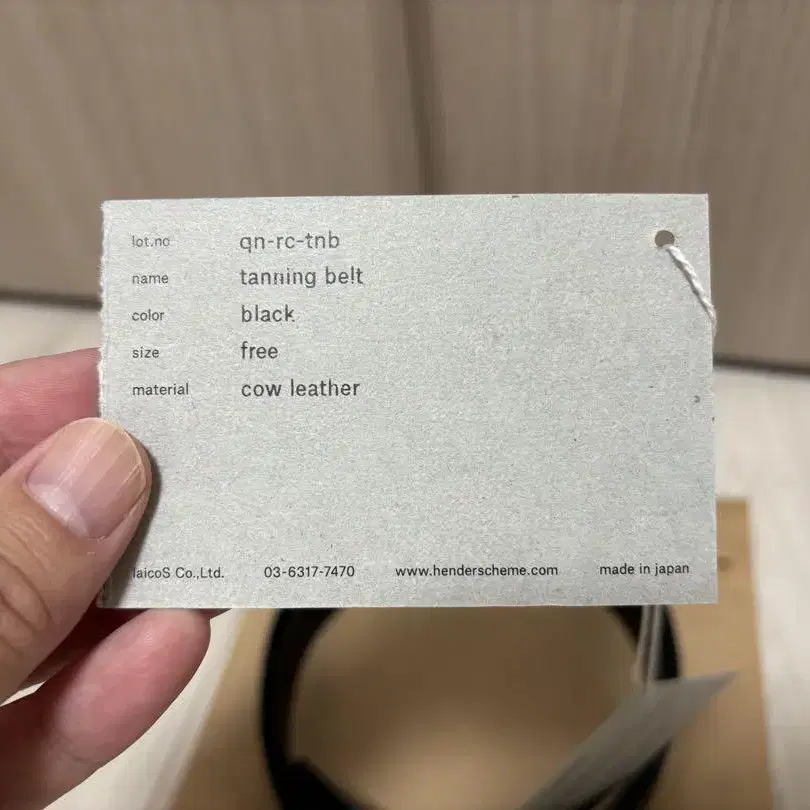 lot.no qn-rc-tnb
name tanning belt
color black
size free
material cow leather
laicoS Co.,Ltd. 03-6317-7470 www.henderscheme.com made in japan